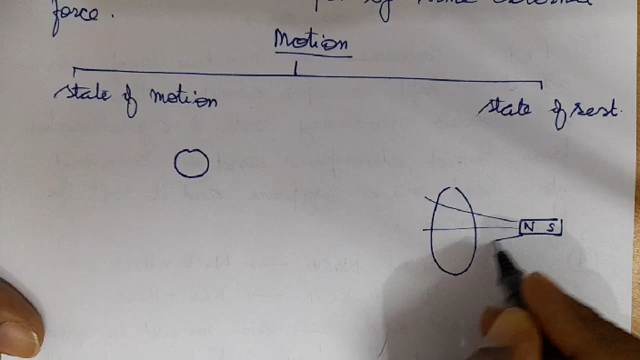 force.
Motion
state of motion
state of rest.
N S